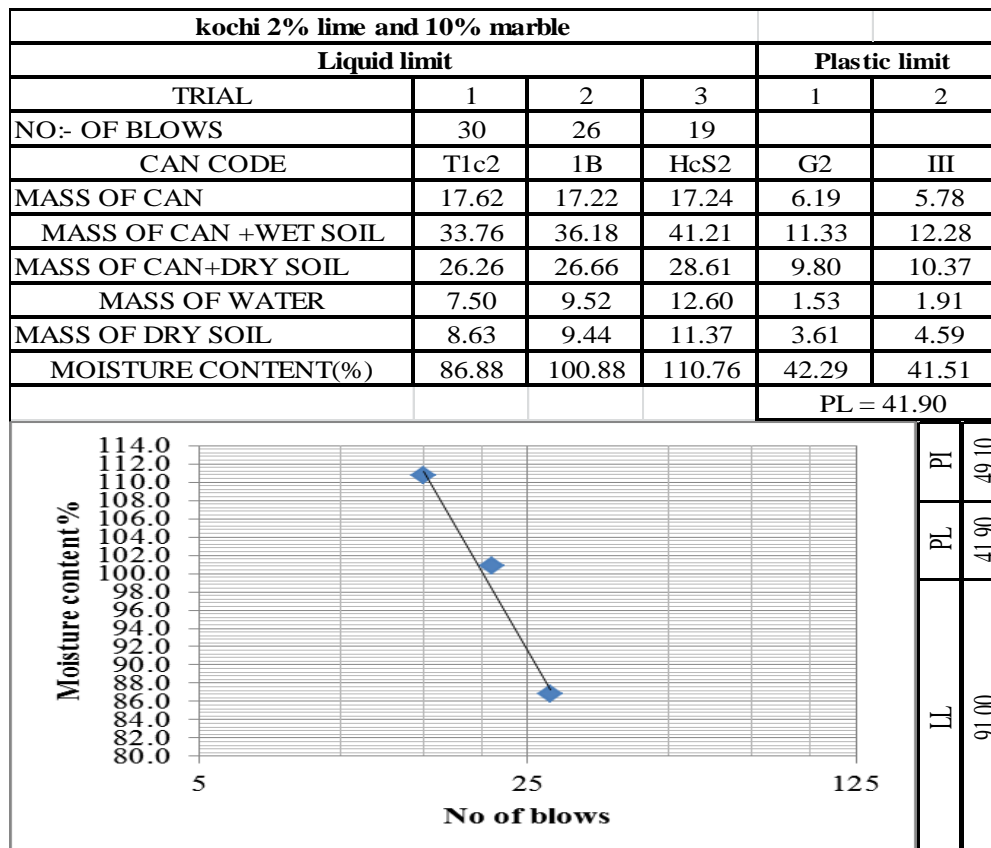 kochi 2% lime and 10% marble
Liquid limit Plastic limit
TRIAL 1 2 3 1 2
NO:- OF BLOWS 30 26 19
CAN CODE T1c2 1B HcS2 G2 III
MASS OF CAN 17.62 17.22 17.24 6.19 5.78
MASS OF CAN +WET SOIL 33.76 36.18 41.21 11.33 12.28
MASS OF CAN+DRY SOIL 26.26 26.66 28.61 9.80 10.37
MASS OF WATER 7.50 9.52 12.60 1.53 1.91
MASS OF DRY SOIL 8.63 9.44 11.37 3.61 4.59
MOISTURE CONTENT(%) 86.88 100.88 110.76 42.29 41.51
PL = 41.90
Moisture content%
114.0
112.0
110.0
108.0
106.0
104.0
102.0
100.0
98.0
96.0
94.0
92.0
90.0
88.0
86.0
84.0
82.0
80.0
5 25 125
No of blows
PI 49.10
PL 41.90
LL 91.00